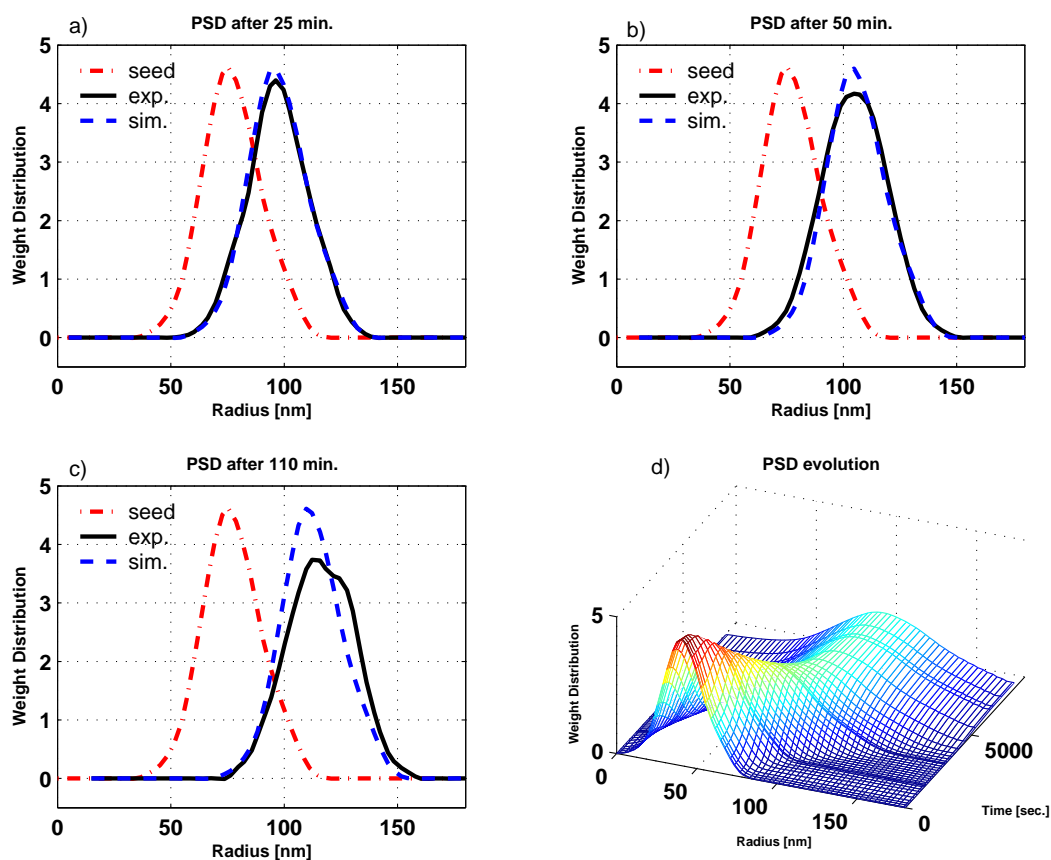 a)
PSD after 25 min.
5
4
3
2
1
0
Weight Distribution
seed
exp.
sim.
0 50 100 150
Radius [nm]
b)
PSD after 50 min.
5
4
3
2
1
0
Weight Distribution
seed
exp.
sim.
0 50 100 150
Radius [nm]
c)
PSD after 110 min.
5
4
3
2
1
0
Weight Distribution
seed
exp.
sim.
0 50 100 150
Radius [nm]
d)
PSD evolution
5
0
Weight Distribution
0 50 100 150
Radius [nm]
0
5000
Time [sec.]